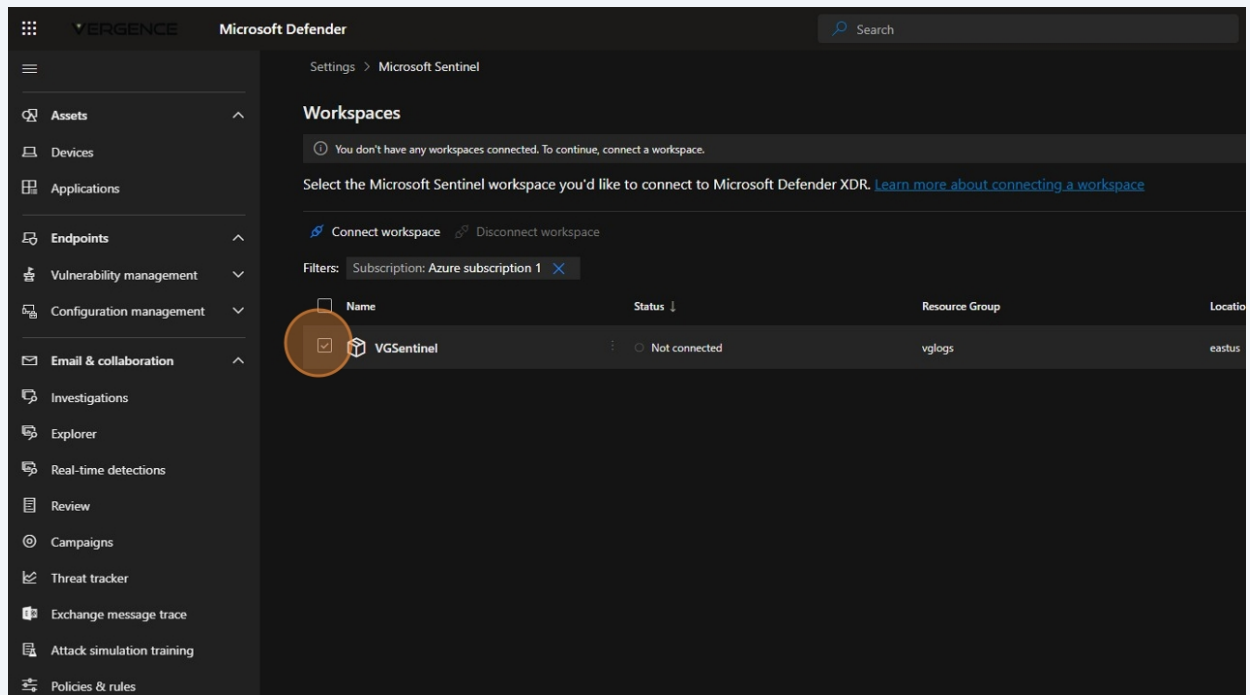 VERGENCE
Microsoft Defender
Search
Settings > Microsoft Sentinel
Assets
Devices
Applications
Endpoints
Vulnerability management
Configuration management
Email & collaboration
Investigations
Explorer
Real-time detections
Review
Campaigns
Threat tracker
Exchange message trace
Attack simulation training
Policies & rules
Workspaces
You don't have any workspaces connected. To continue, connect a workspace.
Select the Microsoft Sentinel workspace you'd like to connect to Microsoft Defender XDR. Learn more about connecting a workspace
Connect workspace Disconnect workspace
Filters: Subscription: Azure subscription 1
Name Status ↓ Resource Group Locatio
VGSentinel Not connected vglogs eastus